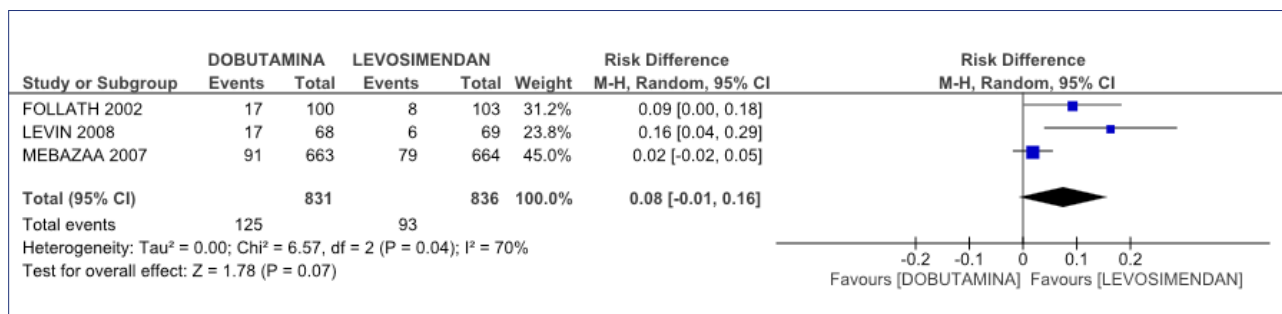 DOBUTAMINA LEVOSIMENDAN Risk Difference Risk Difference
Study or Subgroup Events Total Events Total Weight M-H, Random, 95% CI M-H, Random, 95% CI
FOLLATH 2002 17 100 8 103 31.2% 0.09 [0.00, 0.18]
LEVIN 2008 17 68 6 69 23.8% 0.16 [0.04, 0.29]
MEBAZAA 2007 91 663 79 664 45.0% 0.02 [-0.02, 0.05]
Total (95% CI) 831 836 100.0% 0.08 [-0.01, 0.16]
Total events 125 93
Heterogeneity: Tau² = 0.00; Chi² = 6.57, df = 2 (P = 0.04); I² = 70%
Test for overall effect: Z = 1.78 (P = 0.07)
-0.2 -0.1 0 0.1 0.2
Favours [DOBUTAMINA] Favours [LEVOSIMENDAN]